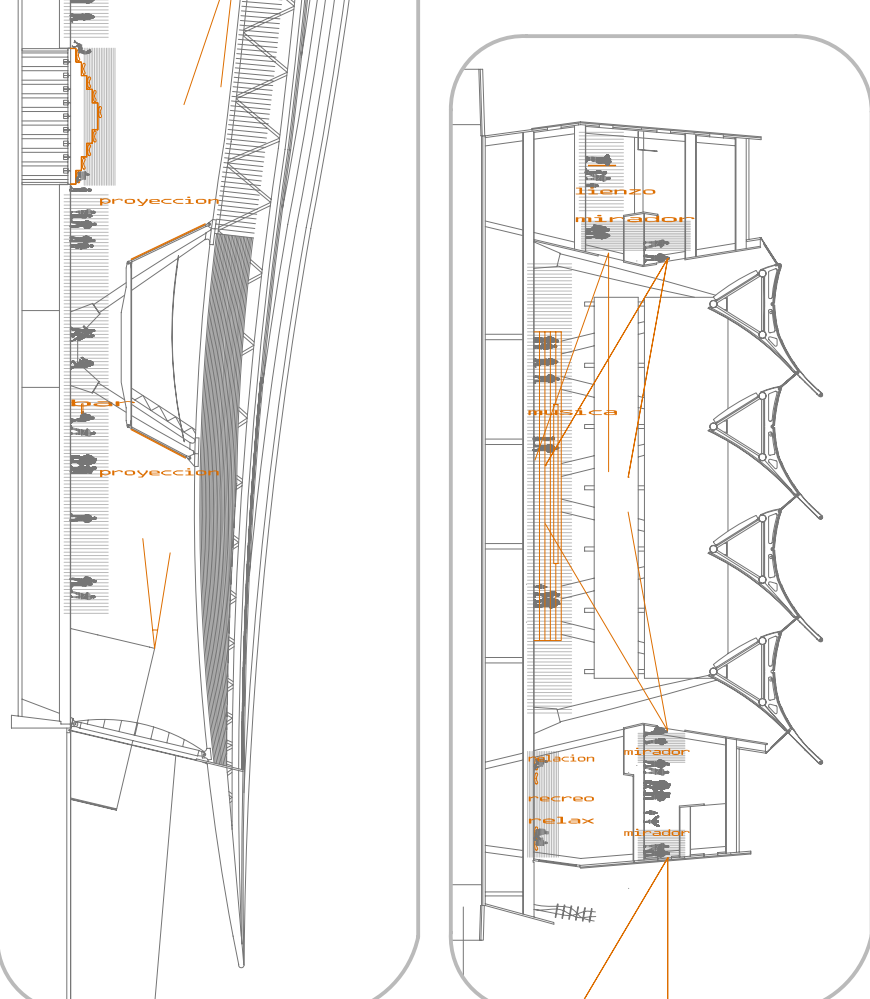 proyeccion
bar
proyeccion
lienzo
mirador
musica
mirador
relacion
recreo
relax
mirador